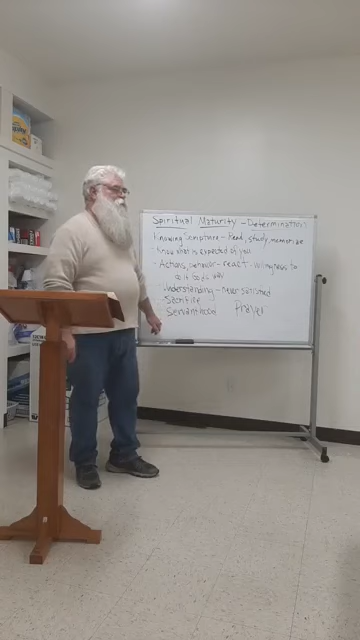 Spiritual Maturity - Determination
Knowing Scripture - Read, study, memorize
- Know what is expected of you
- Actions, behavior - react - willingness to
do it God's way
- Understanding - never satisfied
- Sacrifice
Servanthood Prayer